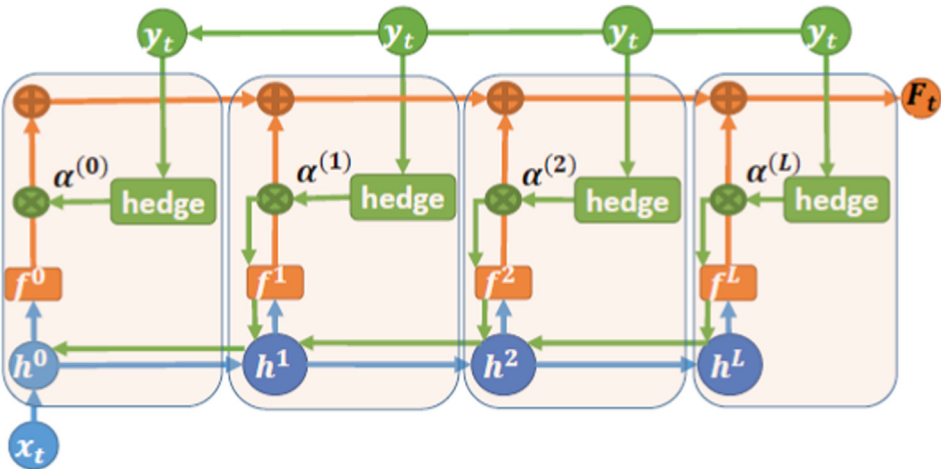 yₜ yₜ yₜ yₜ
Fₜ
α⁽⁰⁾ α⁽¹⁾ α⁽²⁾ α⁽ᴸ⁾
hedge hedge hedge hedge
f⁰ f¹ f² fᴸ
h⁰ h¹ h² hᴸ
xₜ